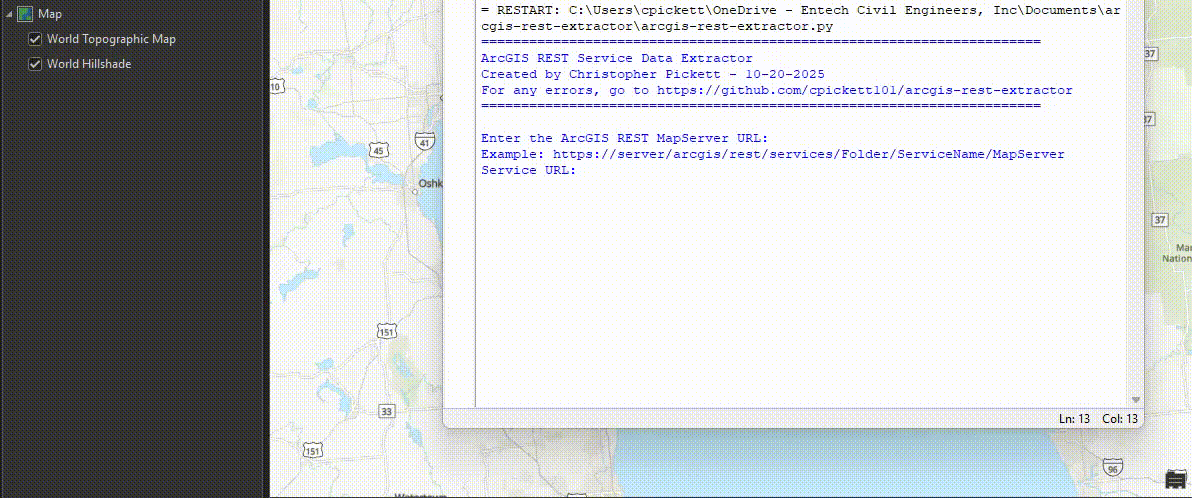 Map
World Topographic Map
World Hillshade
= RESTART: C:\Users\cpickett\OneDrive - Entech Civil Engineers, Inc\Documents\ar
cgis-rest-extractor\arcgis-rest-extractor.py
======================================================================
ArcGIS REST Service Data Extractor
Created by Christopher Pickett - 10-20-2025
For any errors, go to https://github.com/cpickett101/arcgis-rest-extractor
======================================================================
Enter the ArcGIS REST MapServer URL:
Example: https://server/arcgis/rest/services/Folder/ServiceName/MapServer
Service URL:
Ln: 13 Col: 13
10
45
41
Oshk
151
33
151
37
37
Ma
Nation
96